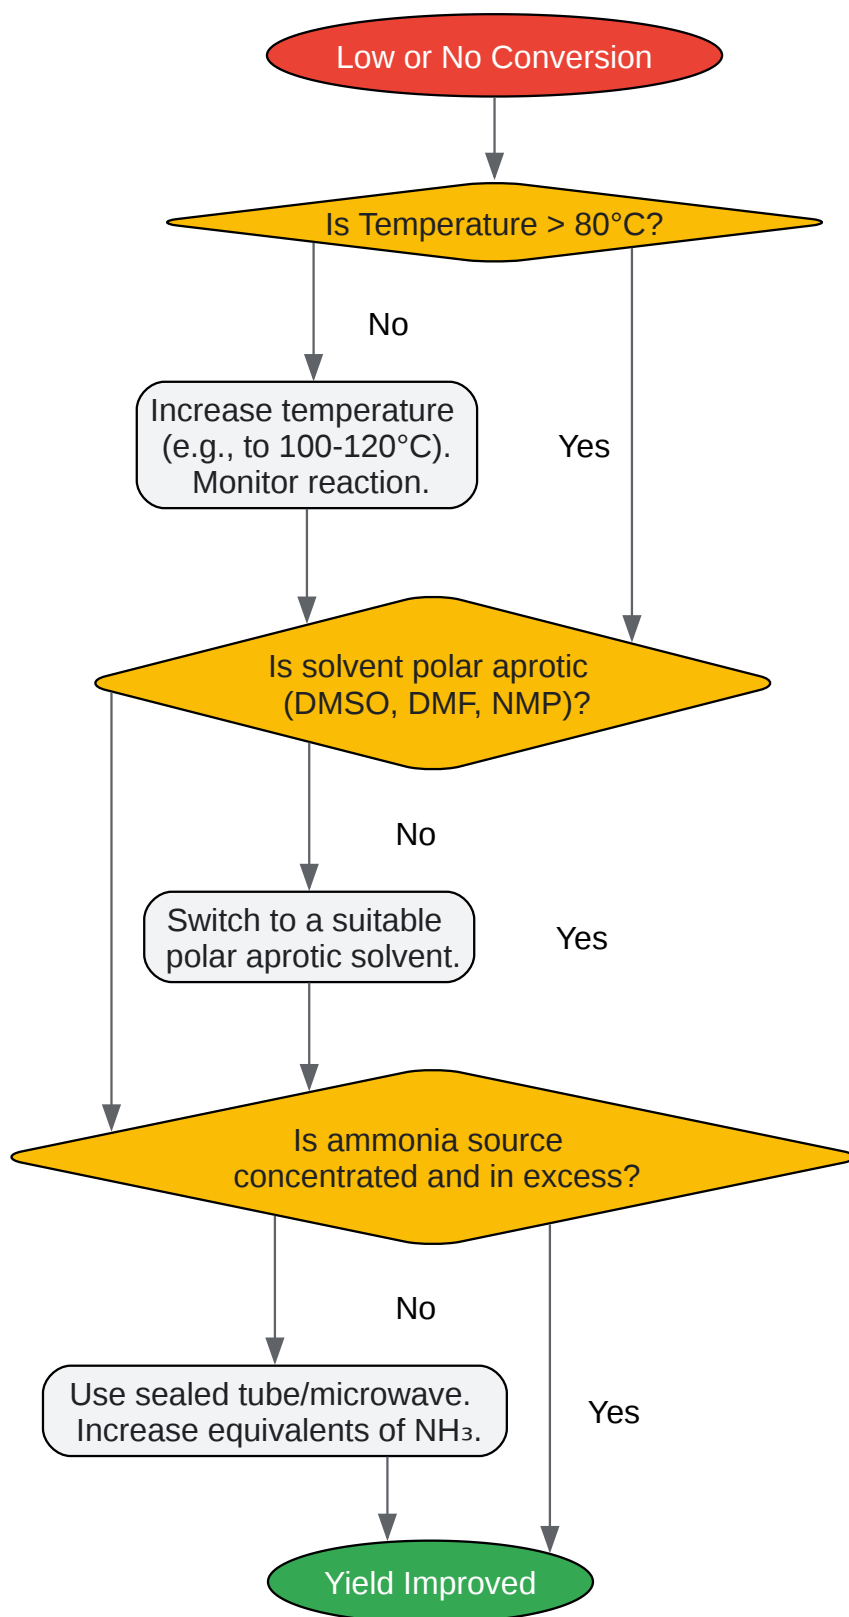 Low or No Conversion
Is Temperature > 80°C?
No
Increase temperature
(e.g., to 100-120°C).
Monitor reaction.
Yes
Is solvent polar aprotic
(DMSO, DMF, NMP)?
No
Switch to a suitable
polar aprotic solvent.
Yes
Is ammonia source
concentrated and in excess?
No
Use sealed tube/microwave.
Increase equivalents of NH₃.
Yes
Yield Improved